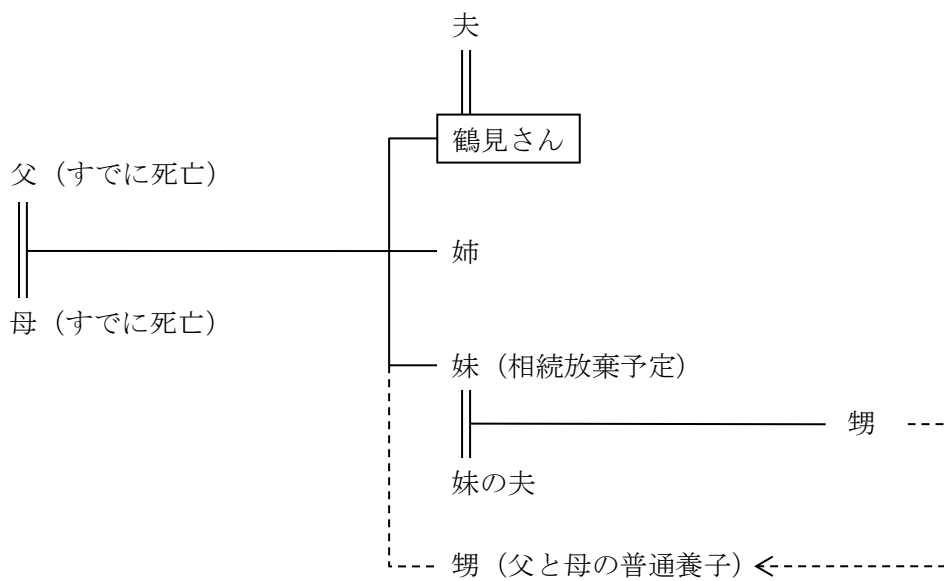 夫
鶴見さん
父（すでに死亡）
姉
母（すでに死亡）
妹（相続放棄予定）
甥
妹の夫
甥（父と母の普通養子）